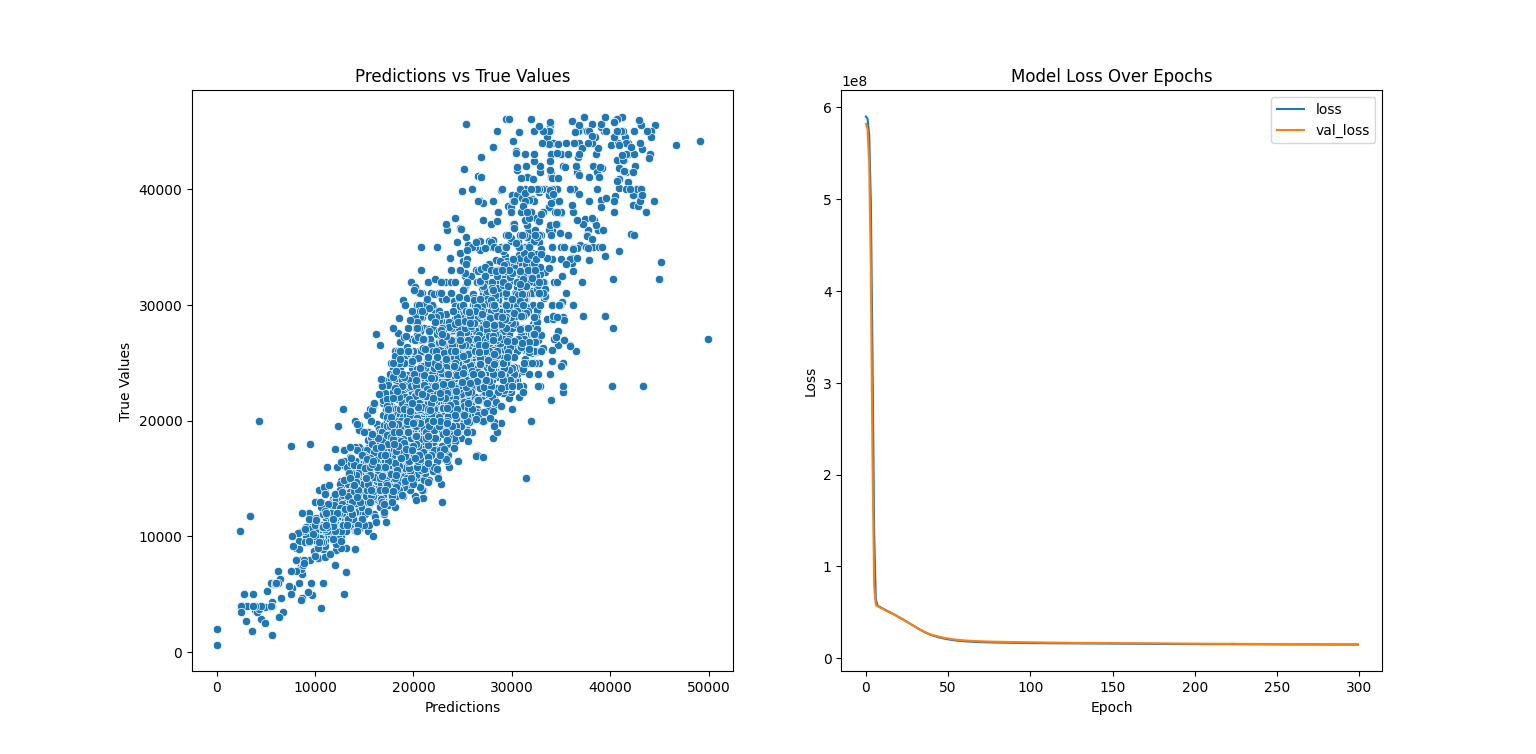 Predictions vs True Values
True Values
40000
30000
20000
10000
0
0 10000 20000 30000 40000 50000
Predictions
Model Loss Over Epochs
1e8
loss
val_loss
Loss
6
5
4
3
2
1
0
0 50 100 150 200 250 300
Epoch